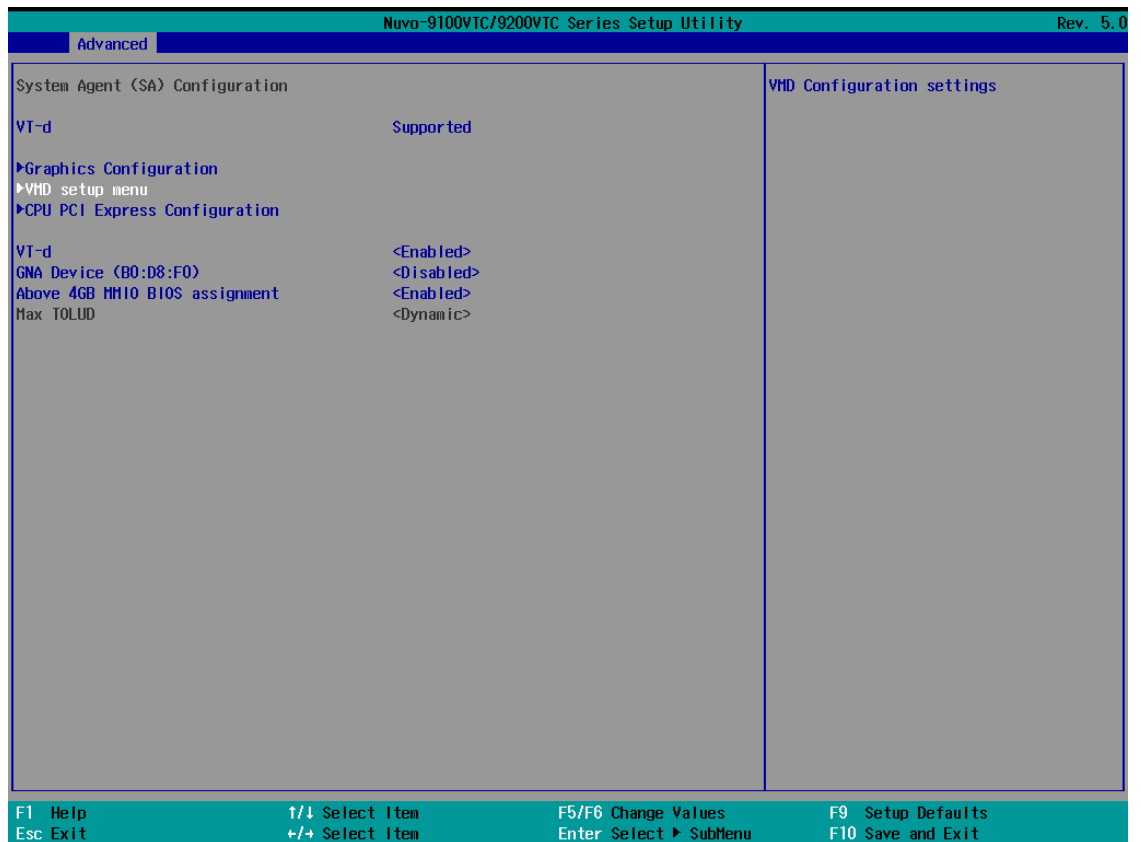 Nuvo-9100VTC/9200VTC Series Setup Utility Rev. 5.0
Advanced
System Agent (SA) Configuration
VMD Configuration settings
VT-d Supported
▶Graphics Configuration
▶VMD setup menu
▶CPU PCI Express Configuration
VT-d <Enabled>
GNA Device (B0:D8:F0) <Disabled>
Above 4GB MMIO BIOS assignment <Enabled>
Max TOLUD <Dynamic>
F1 Help ↑/↓ Select Item F5/F6 Change Values F9 Setup Defaults
Esc Exit ←/→ Select Item Enter Select ▶ SubMenu F10 Save and Exit